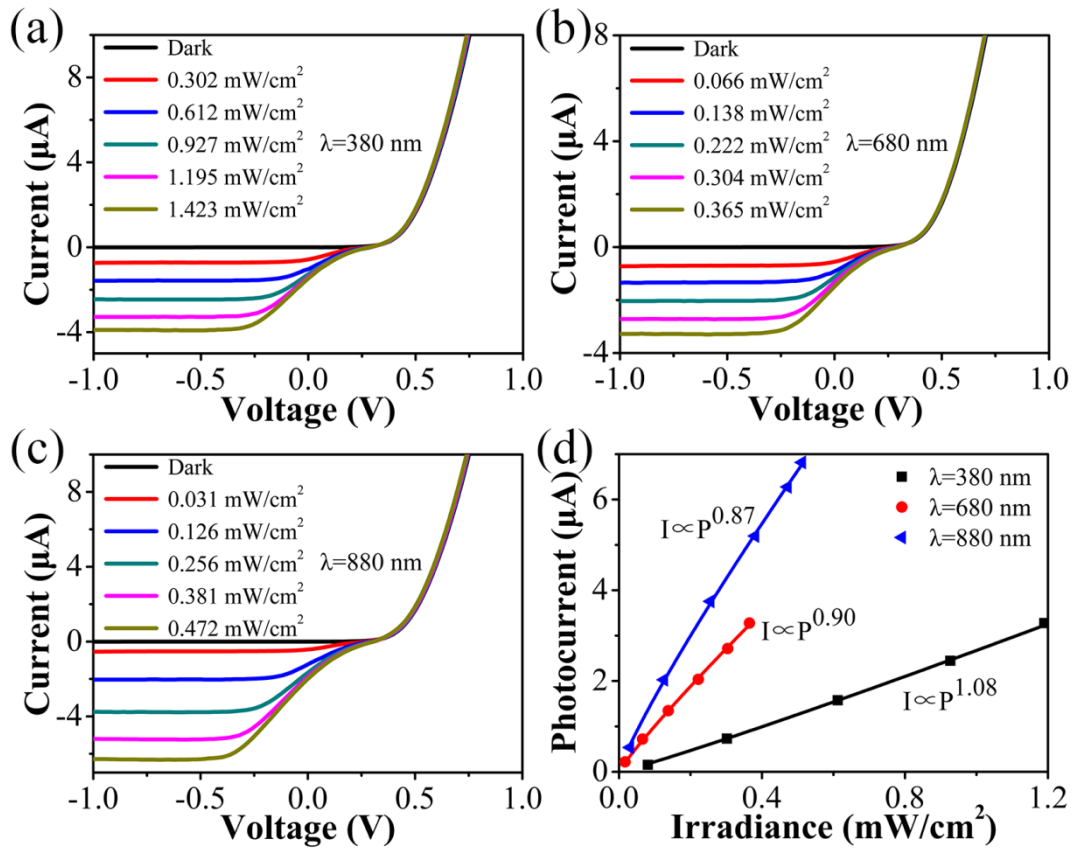 (a)
10
8
4
0
-4
Current (μA)
Dark
0.302 mW/cm²
0.612 mW/cm²
0.927 mW/cm²
1.195 mW/cm²
1.423 mW/cm²
λ=380 nm
-1.0 -0.5 0.0 0.5 1.0
Voltage (V)
(b)
8
4
0
-4
Current (μA)
Dark
0.066 mW/cm²
0.138 mW/cm²
0.222 mW/cm²
0.304 mW/cm²
0.365 mW/cm²
λ=680 nm
-1.0 -0.5 0.0 0.5 1.0
Voltage (V)
(c)
8
4
0
-4
Current (μA)
Dark
0.031 mW/cm²
0.126 mW/cm²
0.256 mW/cm²
0.381 mW/cm²
0.472 mW/cm²
λ=880 nm
-1.0 -0.5 0.0 0.5 1.0
Voltage (V)
(d)
6
4
2
0
Photocurrent (μA)
λ=380 nm
λ=680 nm
λ=880 nm
I∝P^0.87
I∝P^0.90
I∝P^1.08
0.0 0.4 0.8 1.2
Irradiance (mW/cm²)